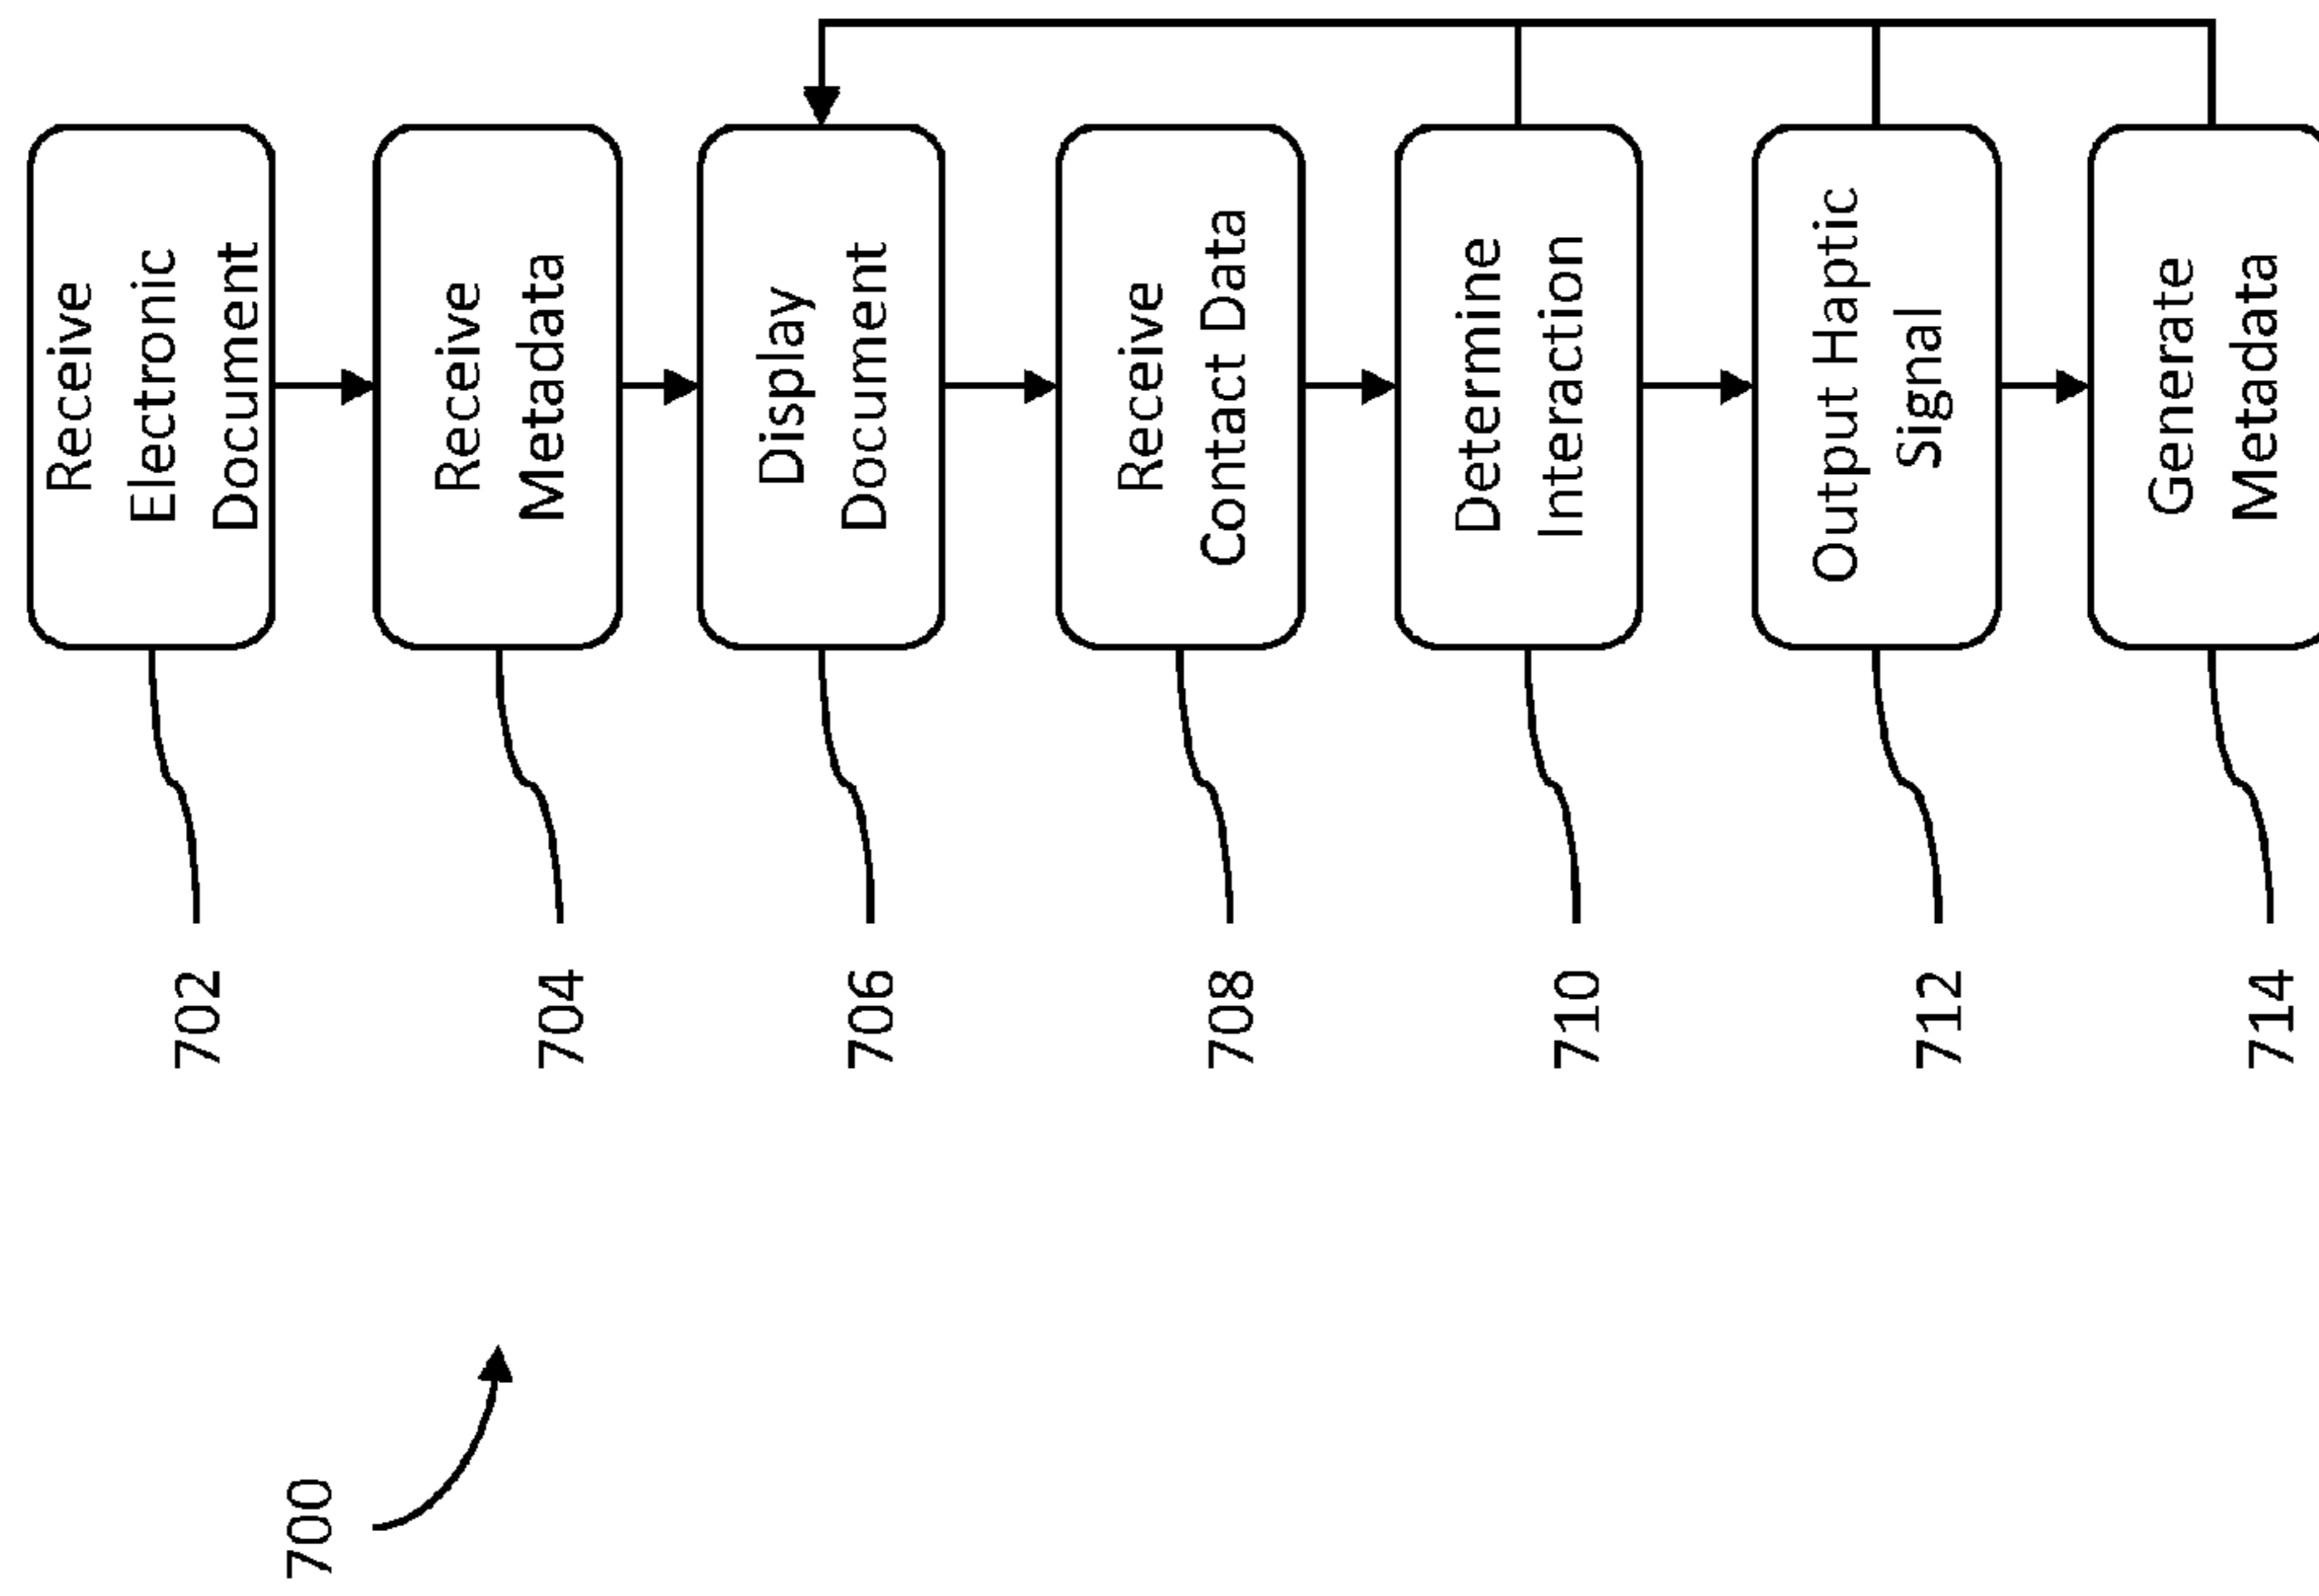 700
702
Receive
Electronic
Document
704
Receive
Metadata
706
Display
Document
708
Receive
Contact Data
710
Determine
Interaction
712
Output Haptic
Signal
714
Generate
Metadata